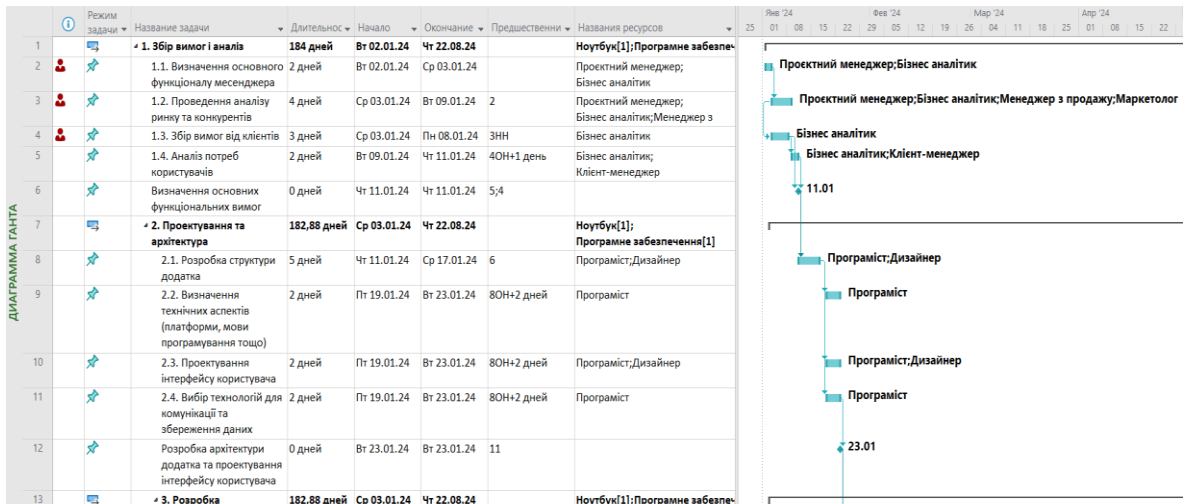 Режим задачи Название задачи Длительнос Начало Окончание Предшественни Названия ресурсов
Янв '24 Фев '24 Мар '24 Апр '24
25 01 08 15 22 29 05 12 19 26 04 11 18 25 01 08 15 22
ДИАГРАММА ГАНТА
1 1. Збір вимог і аналіз 184 дней Вт 02.01.24 Чт 22.08.24 Ноутбук[1];Програмне забезпеч
2 1.1. Визначення основного 2 дней Вт 02.01.24 Ср 03.01.24 Проєктний менеджер; Проєктний менеджер;Бізнес аналітик
функціоналу месенджера Бізнес аналітик
3 1.2. Проведення аналізу 4 дней Ср 03.01.24 Вт 09.01.24 2 Проєктний менеджер; Проєктний менеджер;Бізнес аналітик;Менеджер з продажу;Маркетолог
ринку та конкурентів Бізнес аналітик;Менеджер з
4 1.3. Збір вимог від клієнтів 3 дней Ср 03.01.24 Пн 08.01.24 3НН Бізнес аналітик Бізнес аналітик
5 1.4. Аналіз потреб 2 дней Вт 09.01.24 Чт 11.01.24 4ОН+1 день Бізнес аналітик; Бізнес аналітик;Клієнт-менеджер
користувачів Клієнт-менеджер
6 Визначення основних 0 дней Чт 11.01.24 Чт 11.01.24 5;4 11.01
функціональних вимог
7 2. Проектування та 182,88 дней Ср 03.01.24 Чт 22.08.24 Ноутбук[1];
архітектура Програмне забезпечення[1]
8 2.1. Розробка структури 5 дней Чт 11.01.24 Ср 17.01.24 6 Програміст;Дизайнер Програміст;Дизайнер
додатка
9 2.2. Визначення 2 дней Пт 19.01.24 Вт 23.01.24 8ОН+2 дней Програміст Програміст
технічних аспектів
(платформи, мови
програмування тощо)
10 2.3. Проектування 2 дней Пт 19.01.24 Вт 23.01.24 8ОН+2 дней Програміст;Дизайнер Програміст;Дизайнер
інтерфейсу користувача
11 2.4. Вибір технологій для 2 дней Пт 19.01.24 Вт 23.01.24 8ОН+2 дней Програміст Програміст
комунікації та
збереження даних
12 Розробка архітектури 0 дней Вт 23.01.24 Вт 23.01.24 11 23.01
додатка та проектування
інтерфейсу користувача
13 3. Розробка 182,88 дней Ср 03.01.24 Чт 22.08.24 Ноутбук[1];Програмне забезпеч